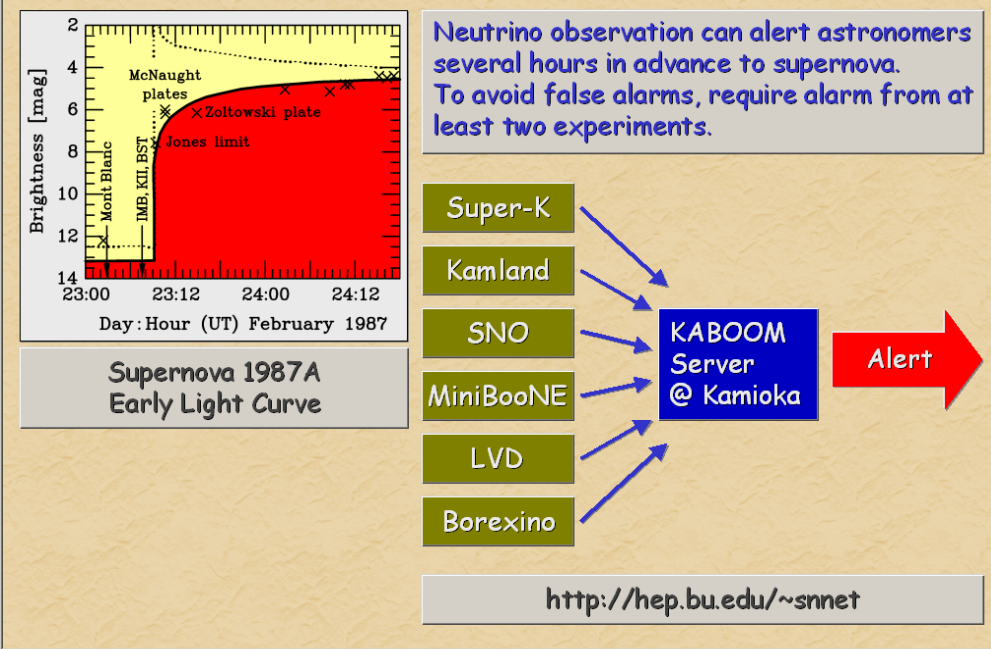 2
4
6
8
10
12
14
Brightness [mag]
McNaught
plates
Zoltowski plate
Jones limit
Mont Blanc
IMB, KII, BST
23:00
23:12
24:00
24:12
Day:Hour (UT) February 1987
Supernova 1987A
Early Light Curve
Neutrino observation can alert astronomers
several hours in advance to supernova.
To avoid false alarms, require alarm from at
least two experiments.
Super-K
Kamland
SNO
MiniBooNE
LVD
Borexino
KABOOM
Server
@ Kamioka
Alert
http://hep.bu.edu/~snnet